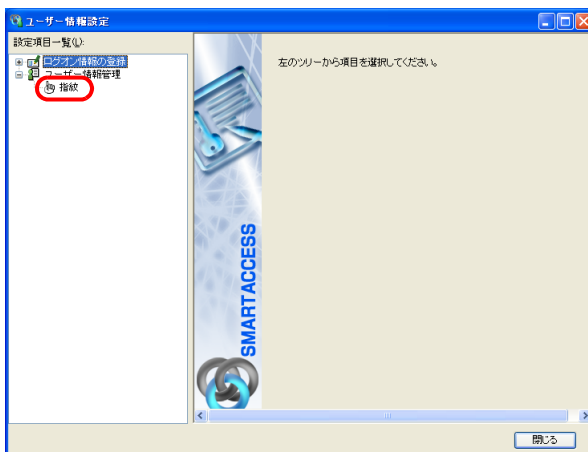 ユーザー情報設定
設定項目一覧(L):
ログオン情報の登録
ユーザー情報管理
指紋
左のツリーから項目を選択してください。
SMARTACCESS
閉じる